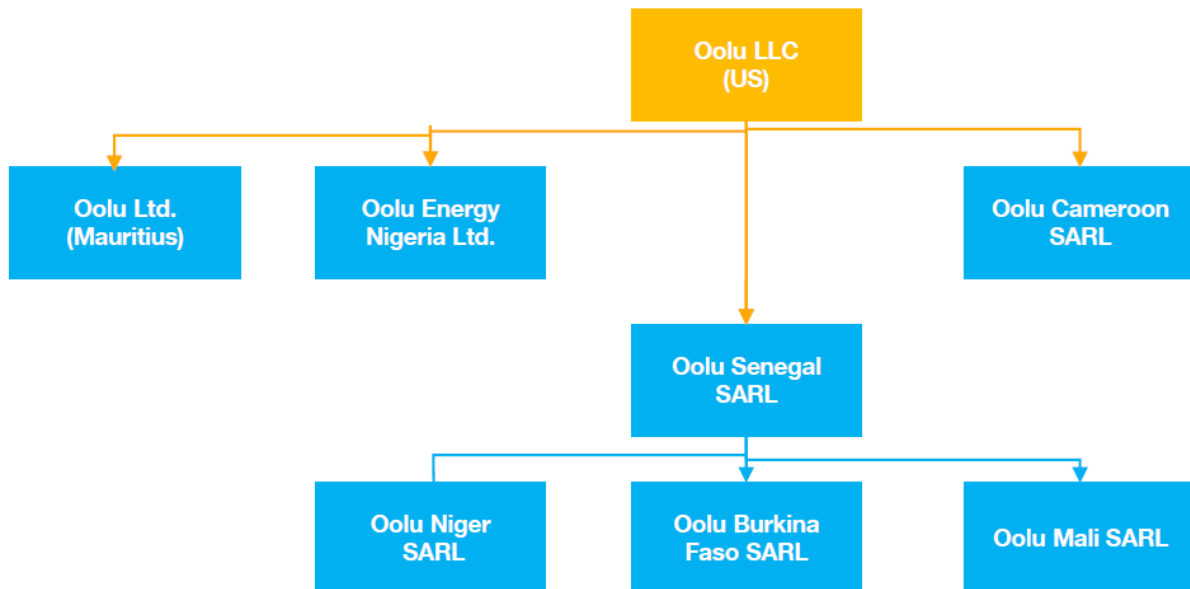 Oolu LLC
(US)
Oolu Ltd.
(Mauritius)
Oolu Energy
Nigeria Ltd.
Oolu Cameroon
SARL
Oolu Senegal
SARL
Oolu Niger
SARL
Oolu Burkina
Faso SARL
Oolu Mali SARL